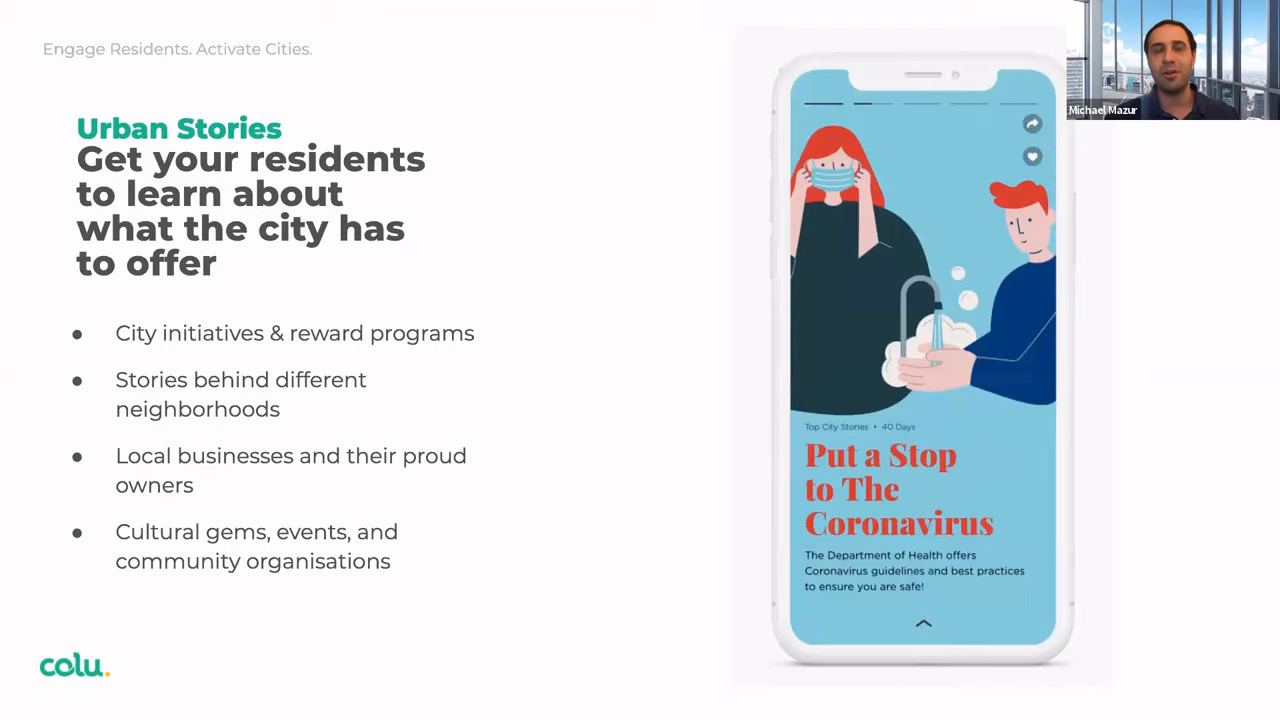 Engage Residents. Activate Cities.
Urban Stories
Get your residents
to learn about
what the city has
to offer
● City initiatives & reward programs
● Stories behind different
neighborhoods
● Local businesses and their proud
owners
● Cultural gems, events, and
community organisations
colu.
Top City Stories • 40 Days
Put a Stop
to The
Coronavirus
The Department of Health offers
Coronavirus guidelines and best practices
to ensure you are safe!
Michael Mazur